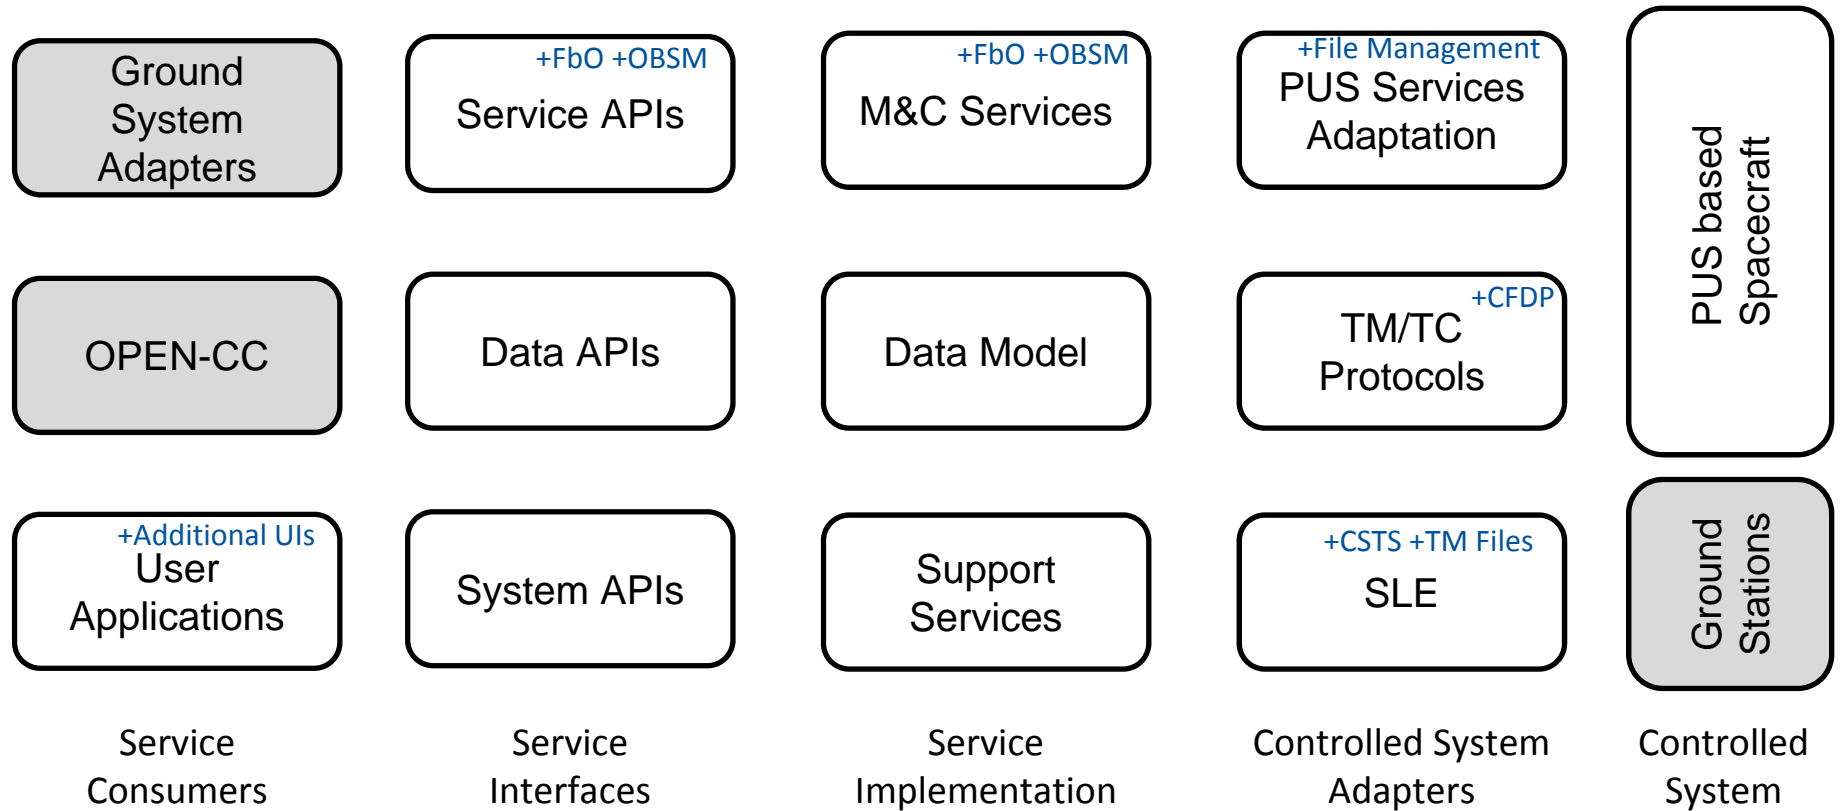 Ground
System
Adapters
+FbO +OBSM
Service APIs
+FbO +OBSM
M&C Services
+File Management
PUS Services
Adaptation
PUS based
Spacecraft
OPEN-CC
Data APIs
Data Model
+CFDP
TM/TC
Protocols
+Additional UIs
User
Applications
System APIs
Support
Services
+CSTS +TM Files
SLE
Ground
Stations
Service
Consumers
Service
Interfaces
Service
Implementation
Controlled System
Adapters
Controlled
System